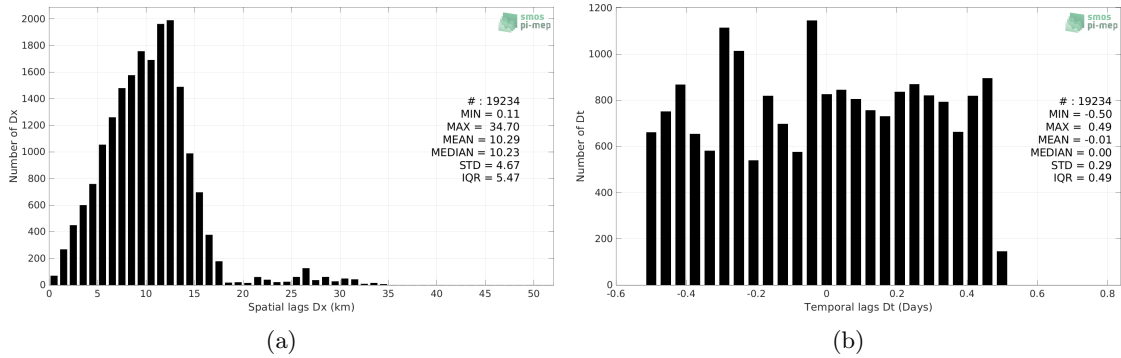 2000
1800
1600
1400
1200
1000
800
600
400
200
0
Number of Dx
0 5 10 15 20 25 30 35 40 45 50
Spatial lags Dx (km)
smos
pi-mep
# : 19234
MIN = 0.11
MAX = 34.70
MEAN = 10.29
MEDIAN = 10.23
STD = 4.67
IQR = 5.47
(a)
1200
1000
800
600
400
200
0
Number of Dt
-0.6 -0.4 -0.2 0 0.2 0.4 0.6 0.8
Temporal lags Dt (Days)
smos
pi-mep
# : 19234
MIN = -0.50
MAX = 0.49
MEAN = -0.01
MEDIAN = 0.00
STD = 0.29
IQR = 0.49
(b)